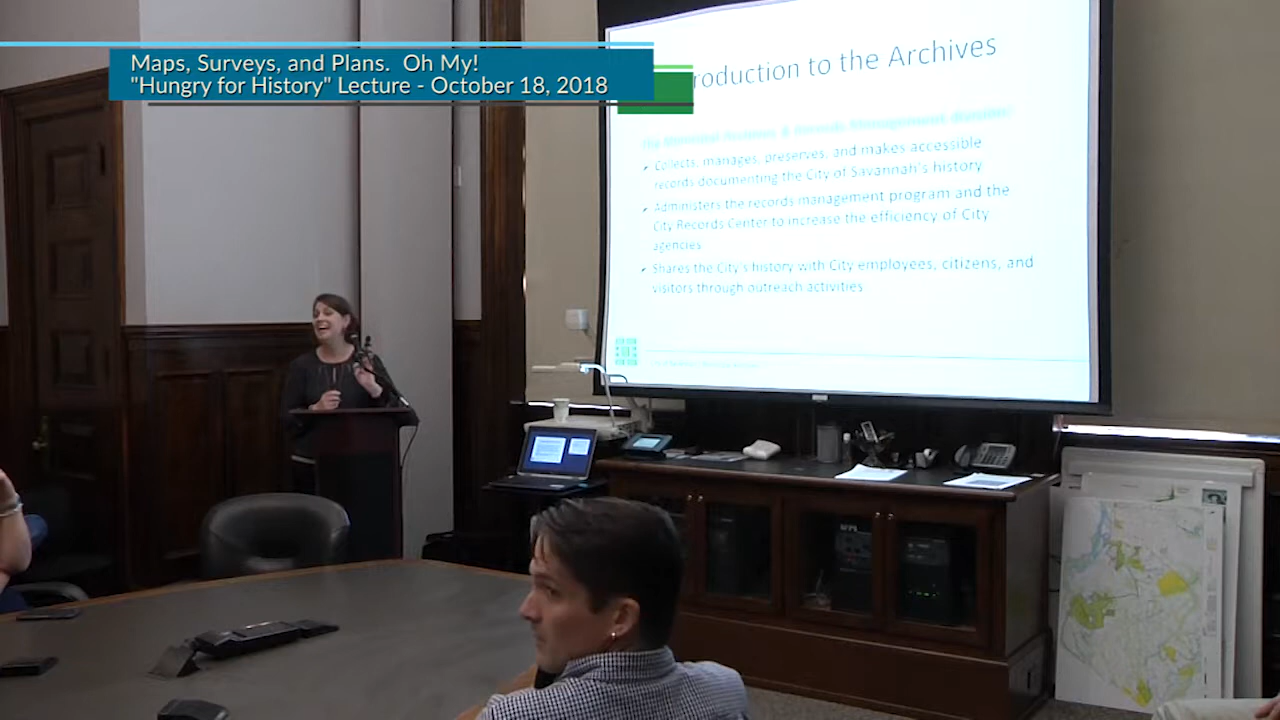 Maps, Surveys, and Plans.  Oh My!
"Hungry for History" Lecture - October 18, 2018
roduction to the Archives
Collects, manages, preserves, and makes accessible
records documenting the City of Savannah's history
Administers the records management program and the
City Records Center to increase the efficiency of City
agencies
Shares the City's history with City employees, citizens, and
visitors through outreach activities